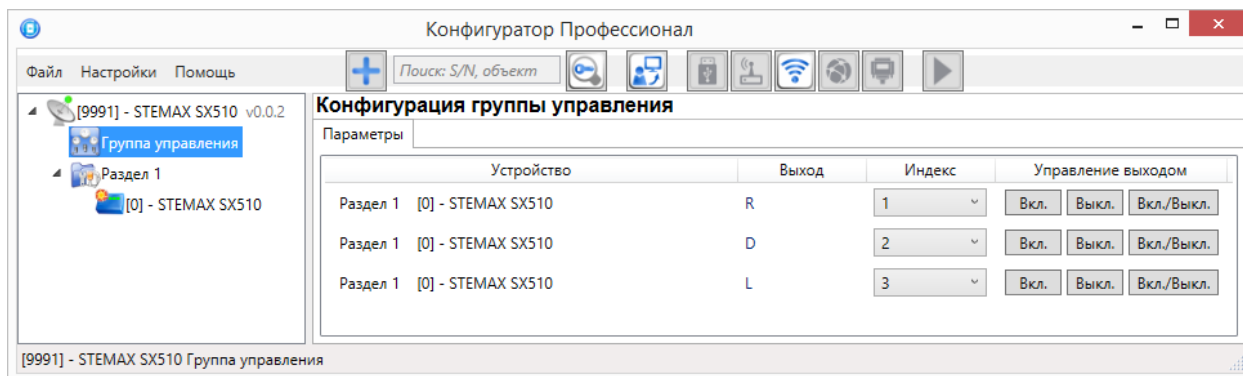 Конфигуратор Профессионал
Файл Настройки Помощь Поиск: S/N, объект
[9991] - STEMAX SX510 v0.0.2
Группа управления
Раздел 1
[0] - STEMAX SX510
Конфигурация группы управления
Параметры
Устройство Выход Индекс Управление выходом
Раздел 1 [0] - STEMAX SX510 R 1 Вкл. Выкл. Вкл./Выкл.
Раздел 1 [0] - STEMAX SX510 D 2 Вкл. Выкл. Вкл./Выкл.
Раздел 1 [0] - STEMAX SX510 L 3 Вкл. Выкл. Вкл./Выкл.
[9991] - STEMAX SX510 Группа управления